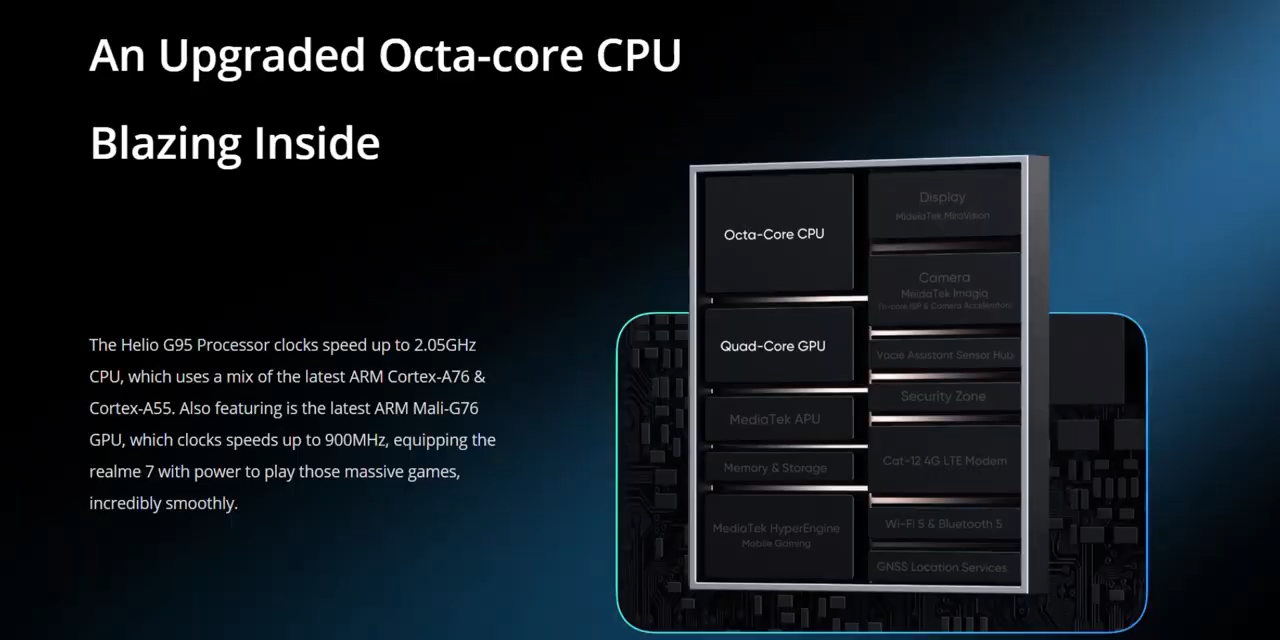 An Upgraded Octa-core CPU
Blazing Inside
The Helio G95 Processor clocks speed up to 2.05GHz
CPU, which uses a mix of the latest ARM Cortex-A76 &
Cortex-A55. Also featuring is the latest ARM Mali-G76
GPU, which clocks speeds up to 900MHz, equipping the
realme 7 with power to play those massive games,
incredibly smoothly.
Octa-Core CPU
Quad-Core GPU
MediaTek APU
Memory & Storage
MediaTek HyperEngine
Mobile Gaming
Display
MideiaTek MiraVision
Camera
MeidaTek Imagiq
Vocie Assistant Sensor Hub
Security Zone
Cat-12 4G LTE Modem
Wi-Fi 5 & Bluetooth 5
GNSS Location Services